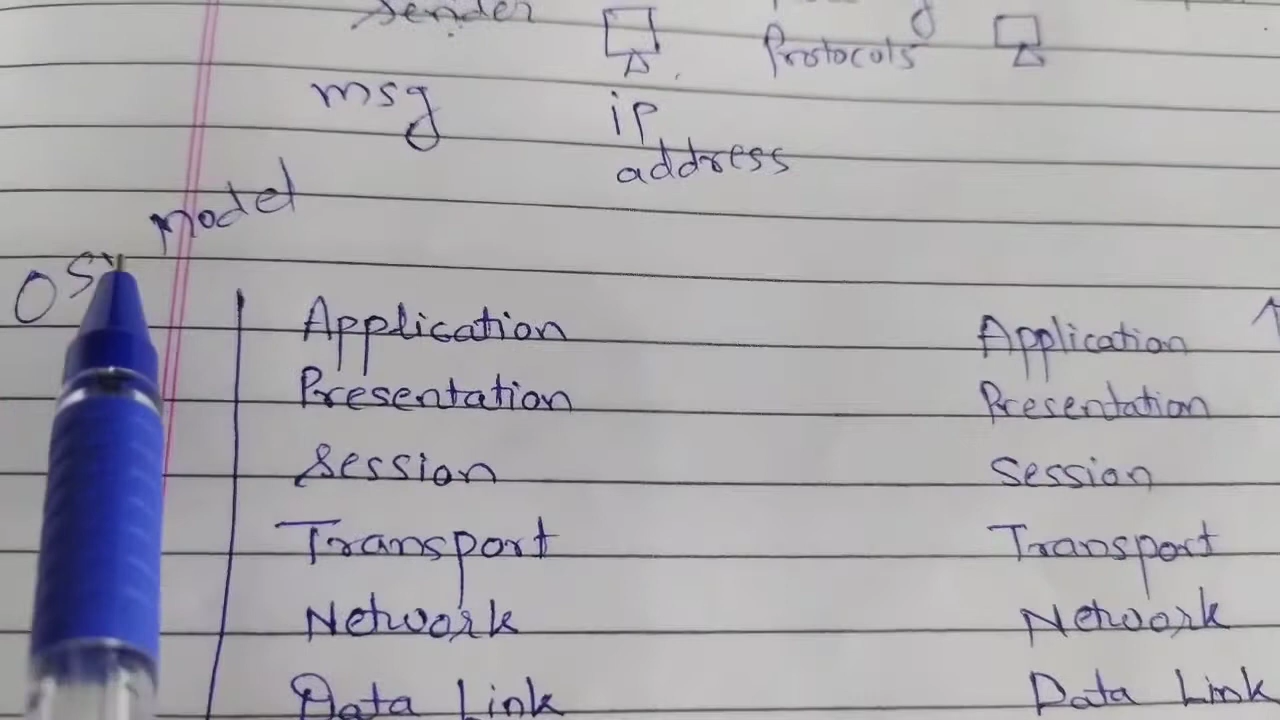 Sender
Protocols
msg ip
address
Model
OS
Application Application
Presentation Presentation
Session Session
Transport Transport
Network Network
Data Link Data Link